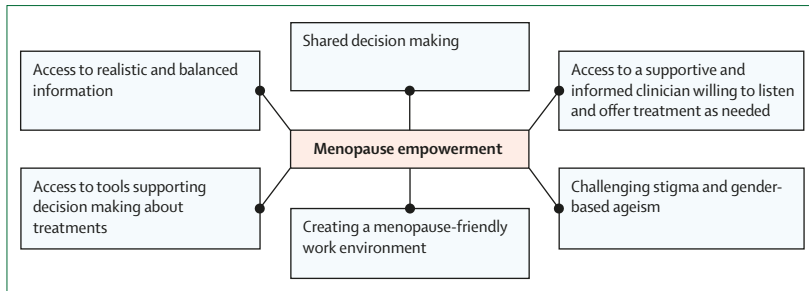 Shared decision making
Access to realistic and balanced
information
Access to a supportive and
informed clinician willing to listen
and offer treatment as needed
Menopause empowerment
Access to tools supporting
decision making about
treatments
Creating a menopause-friendly
work environment
Challenging stigma and gender-
based ageism